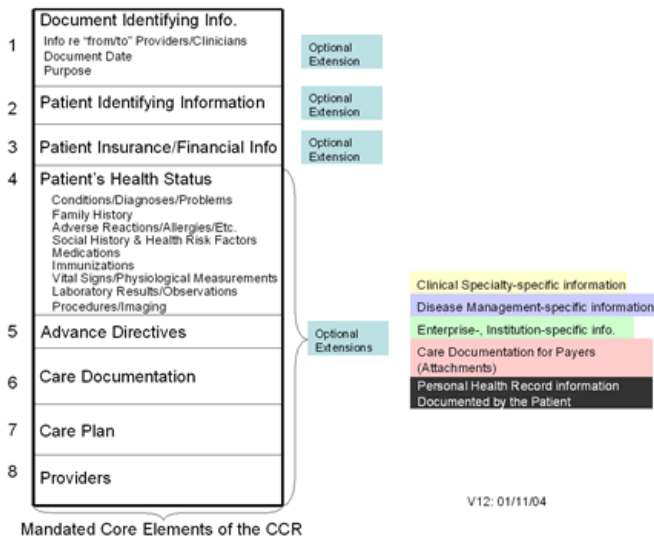 1
Document Identifying Info.
Info re "from/to" Providers/Clinicians
Document Date
Purpose
Optional
Extension
2
Patient Identifying Information
Optional
Extension
3
Patient Insurance/Financial Info
Optional
Extension
4
Patient's Health Status
Conditions/Diagnoses/Problems
Family History
Adverse Reactions/Allergies/Etc.
Social History & Health Risk Factors
Medications
Immunizations
Vital Signs/Physiological Measurements
Laboratory Results/Observations
Procedures/Imaging
5
Advance Directives
6
Care Documentation
7
Care Plan
8
Providers
Optional
Extensions
Clinical Specialty-specific information
Disease Management-specific information
Enterprise-, Institution-specific info.
Care Documentation for Payers
(Attachments)
Personal Health Record information
Documented by the Patient
V12: 01/11/04
Mandated Core Elements of the CCR